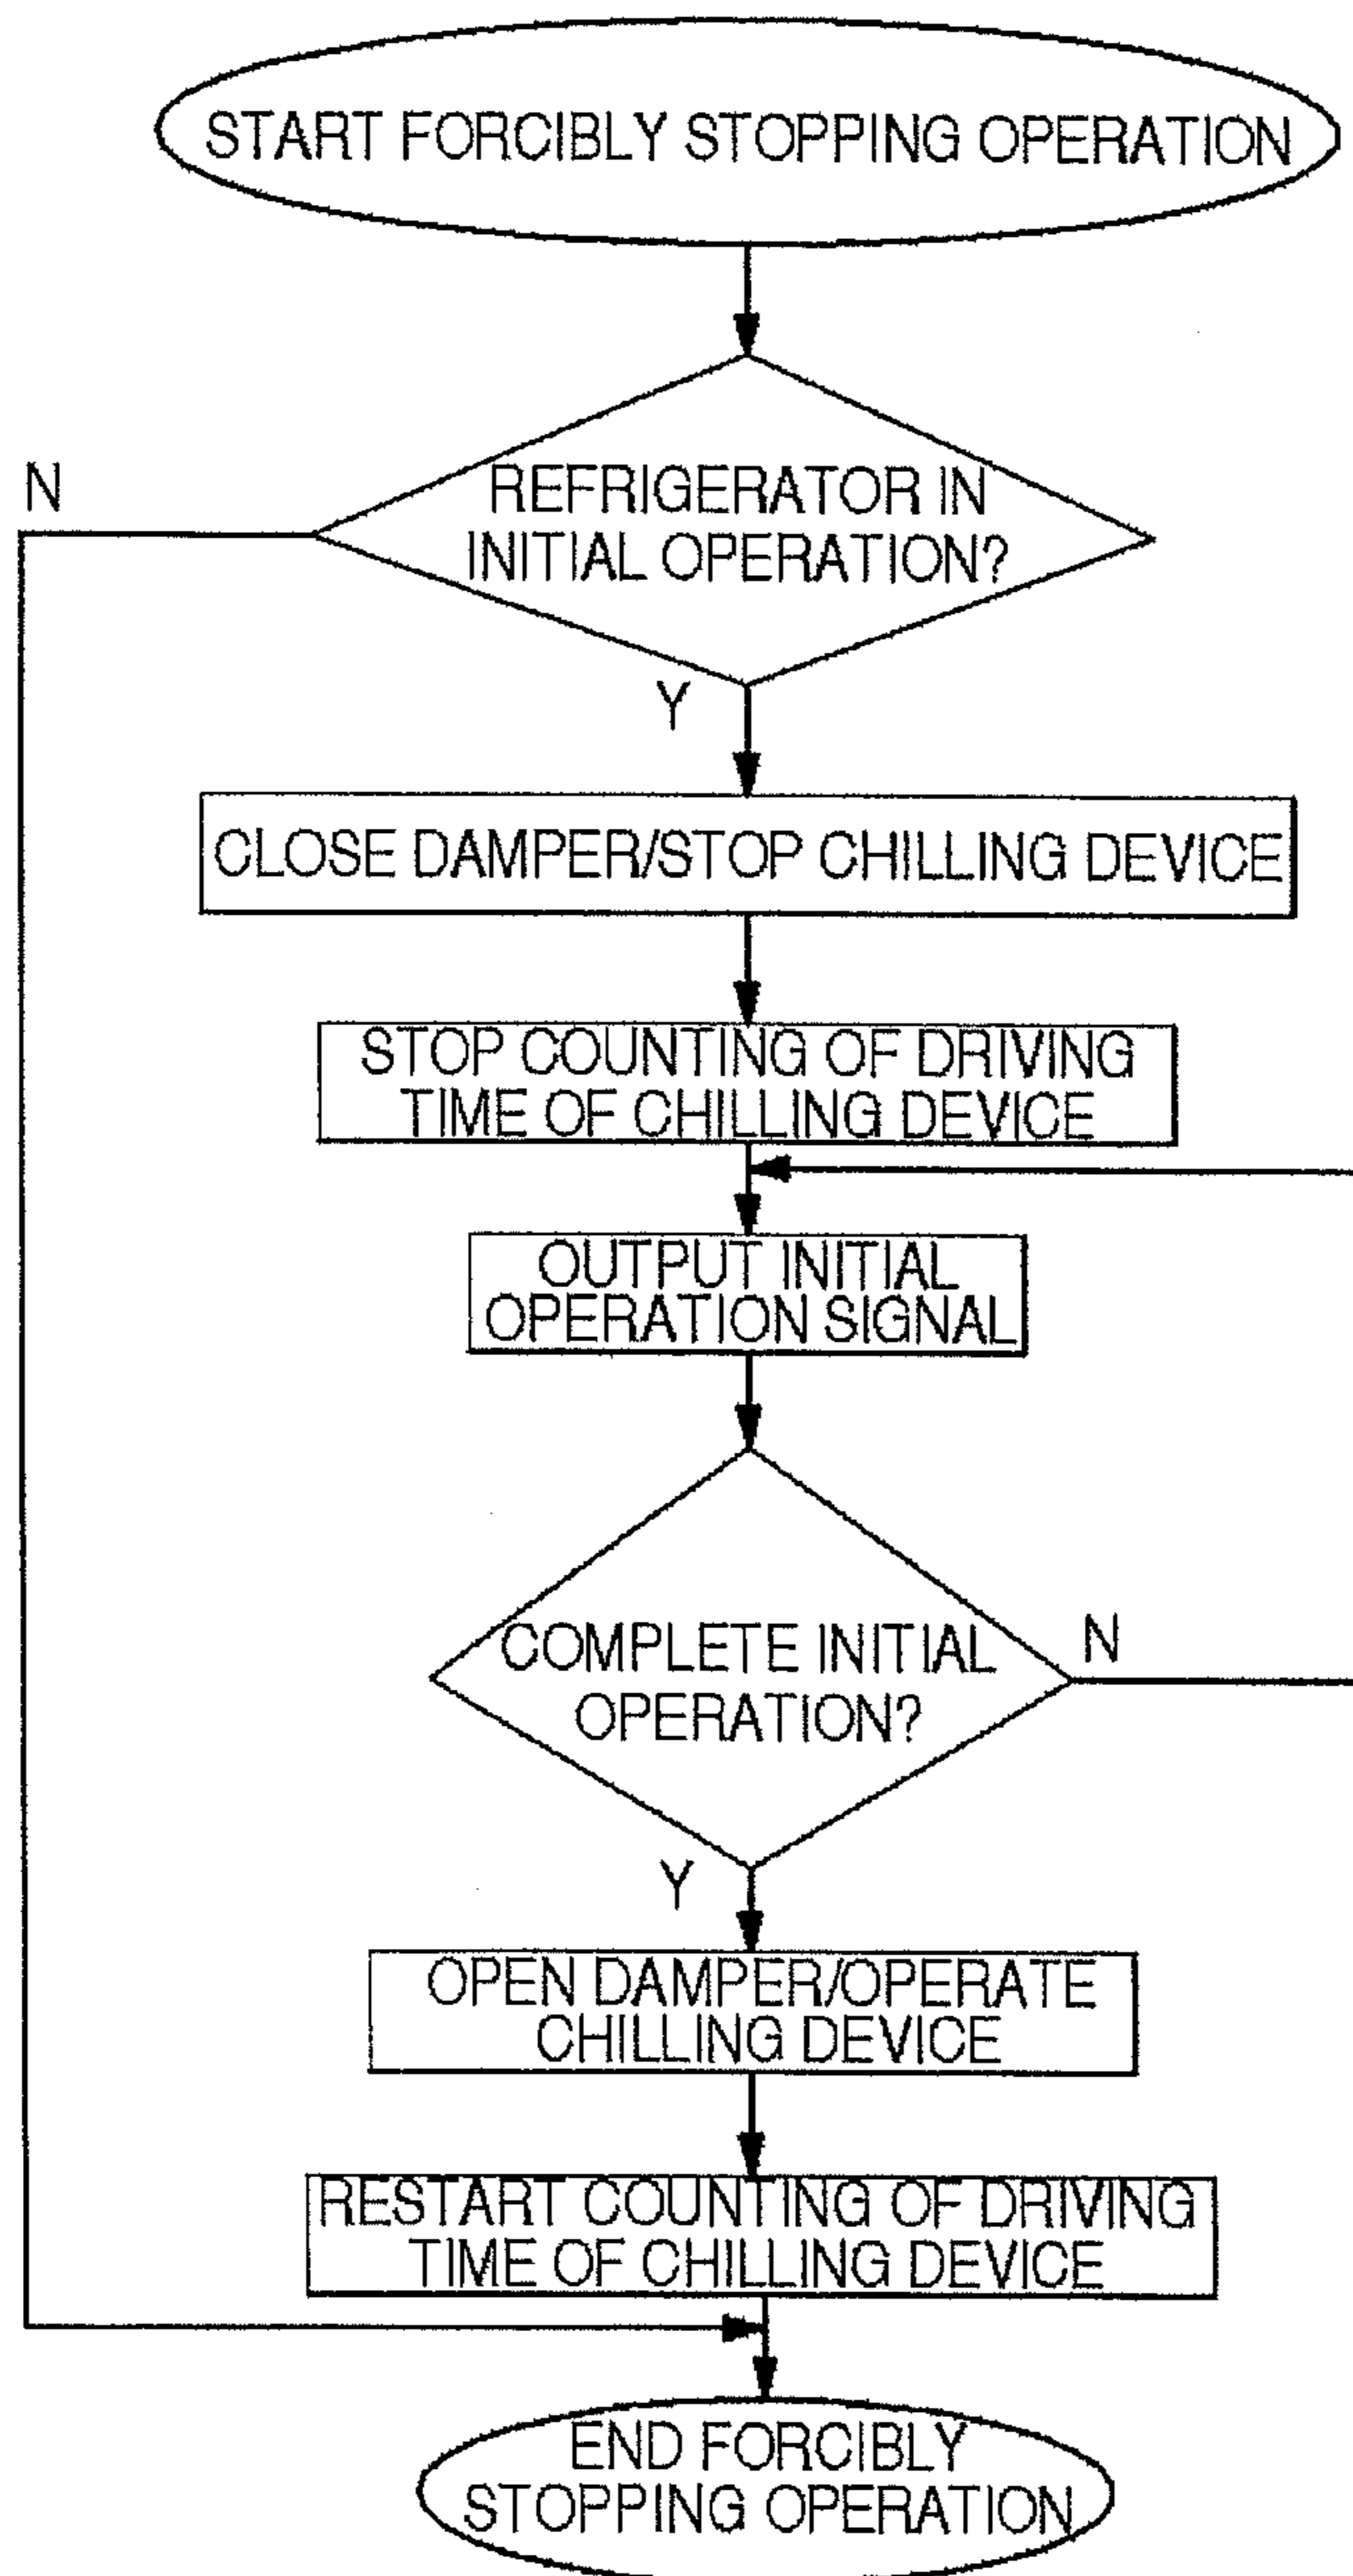 START FORCIBLY STOPPING OPERATION
REFRIGERATOR IN
INITIAL OPERATION?
N
Y
CLOSE DAMPER/STOP CHILLING DEVICE
STOP COUNTING OF DRIVING
TIME OF CHILLING DEVICE
OUTPUT INITIAL
OPERATION SIGNAL
COMPLETE INITIAL
OPERATION?
N
Y
OPEN DAMPER/OPERATE
CHILLING DEVICE
RESTART COUNTING OF DRIVING
TIME OF CHILLING DEVICE
END FORCIBLY
STOPPING OPERATION